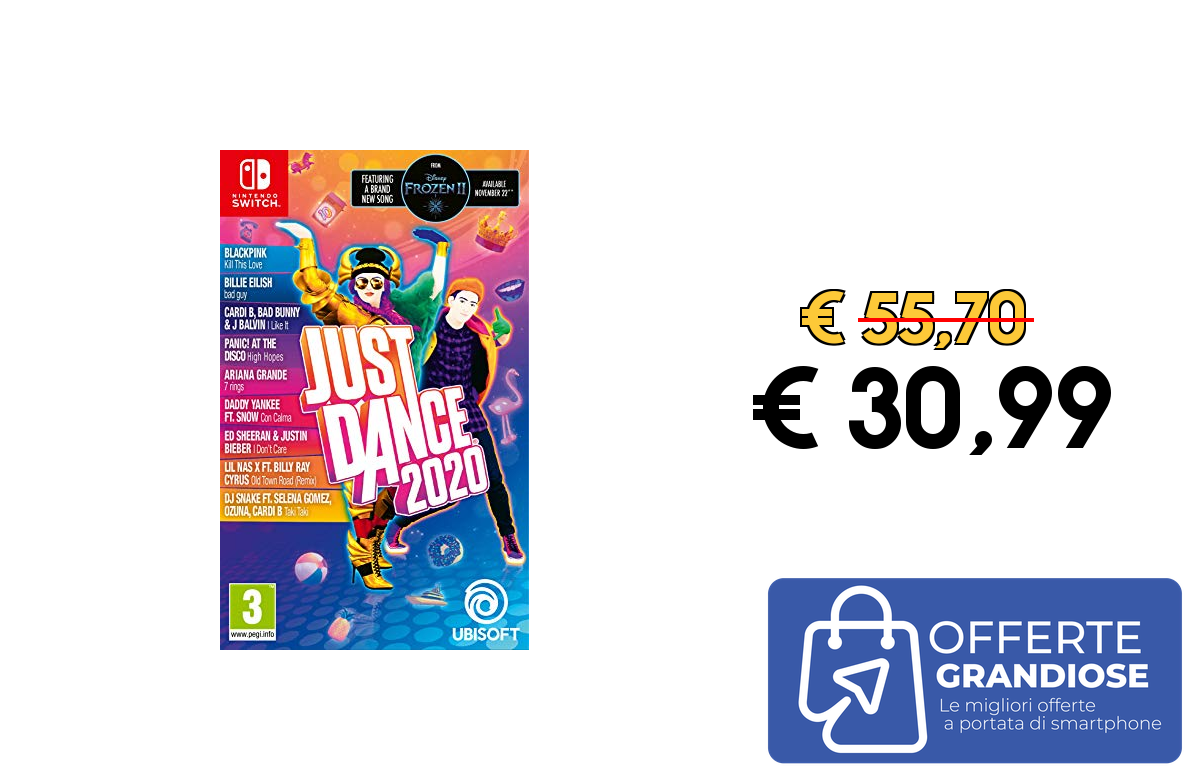 NINTENDO
SWITCH
FEATURING
A BRAND
NEW SONG
FROM
Disney
FROZEN II
AVAILABLE
NOVEMBER 22**
BLACKPINK
Kill This Love
BILLIE EILISH
bad guy
CARDI B, BAD BUNNY
& J BALVIN I Like It
PANIC! AT THE
DISCO High Hopes
ARIANA GRANDE
7 rings
DADDY YANKEE
FT. SNOW Con Calma
ED SHEERAN & JUSTIN
BIEBER I Don't Care
LIL NAS X FT. BILLY RAY
CYRUS Old Town Road (Remix)
DJ SNAKE FT. SELENA GOMEZ,
OZUNA, CARDI B Taki Taki
JUST
DANCE
2020
3
www.pegi.info
UBISOFT
€ 55,70
€ 30,99
OFFERTE
GRANDIOSE
Le migliori offerte
a portata di smartphone